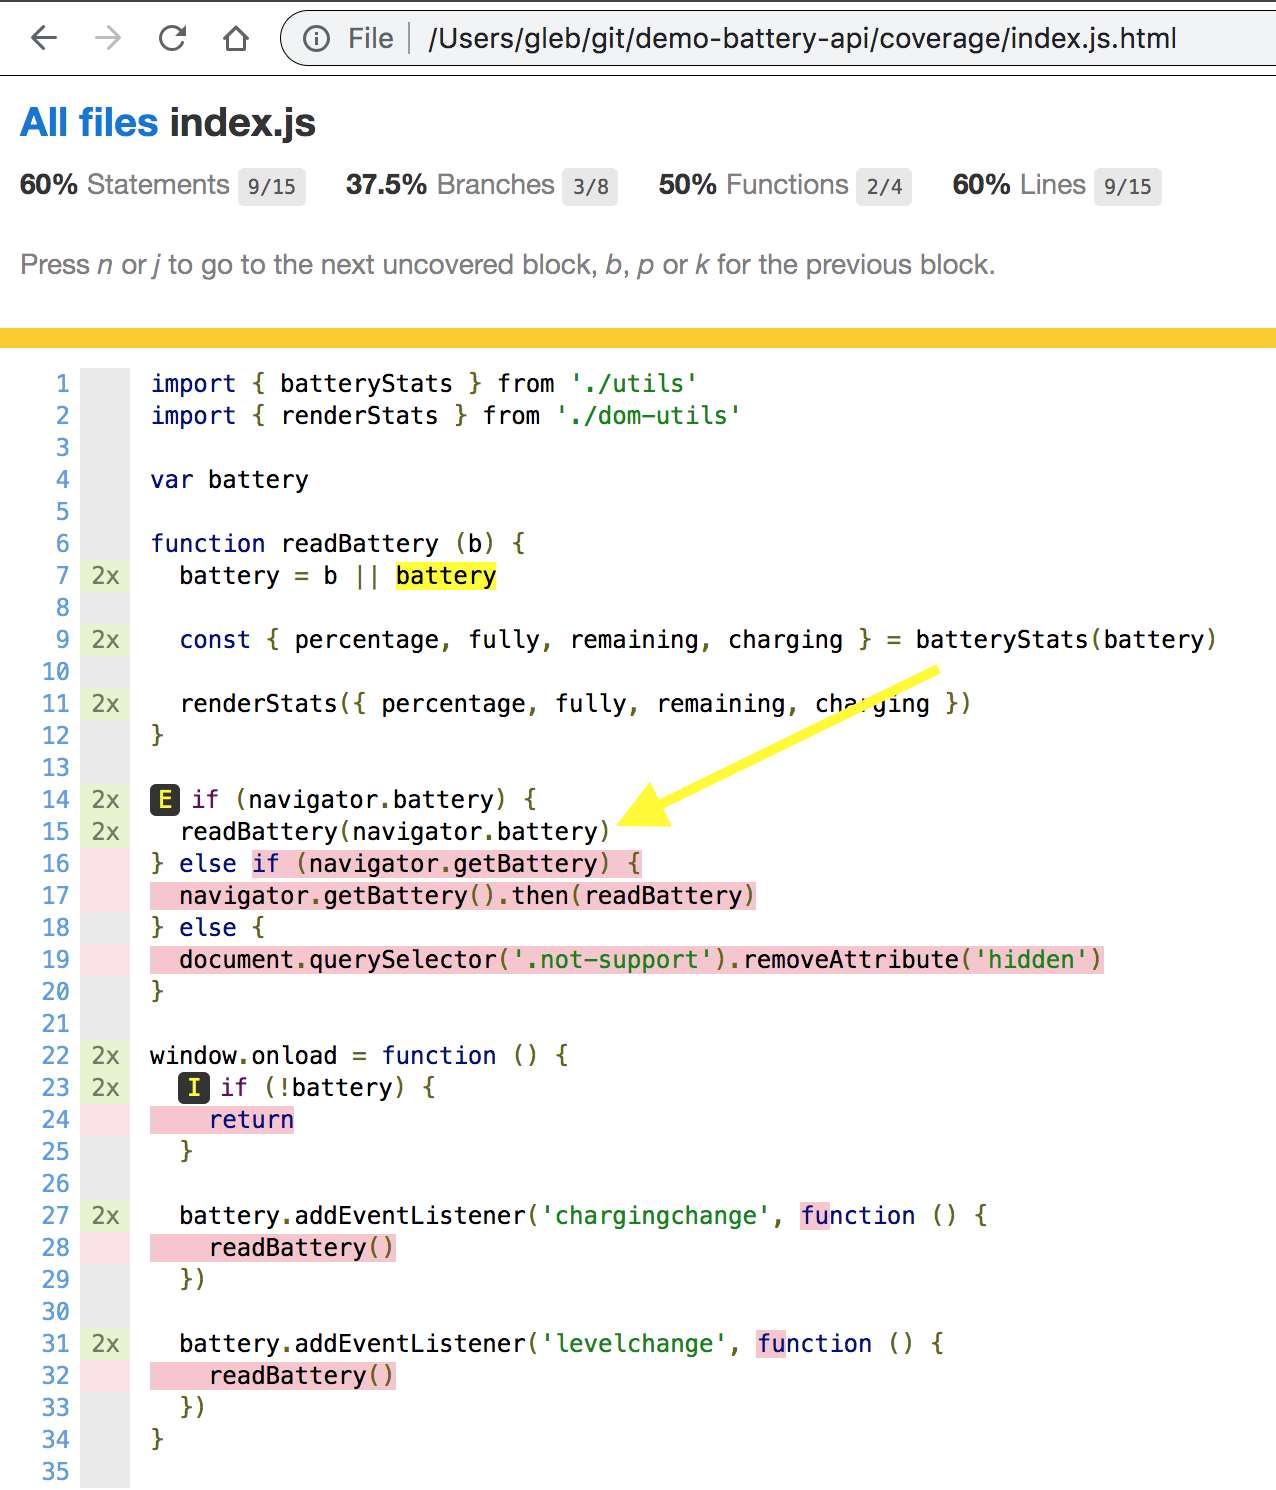 File /Users/gleb/git/demo-battery-api/coverage/index.js.html
All files index.js
60% Statements 9/15 37.5% Branches 3/8 50% Functions 2/4 60% Lines 9/15
Press n or j to go to the next uncovered block, b, p or k for the previous block.
1 import { batteryStats } from './utils'
2 import { renderStats } from './dom-utils'
3
4 var battery
5
6 function readBattery (b) {
7 2x battery = b || battery
8
9 2x const { percentage, fully, remaining, charging } = batteryStats(battery)
10
11 2x renderStats({ percentage, fully, remaining, charging })
12 }
13
14 2x E if (navigator.battery) {
15 2x readBattery(navigator.battery)
16 } else if (navigator.getBattery) {
17 navigator.getBattery().then(readBattery)
18 } else {
19 document.querySelector('.not-support').removeAttribute('hidden')
20 }
21
22 2x window.onload = function () {
23 2x I if (!battery) {
24 return
25 }
26
27 2x battery.addEventListener('chargingchange', function () {
28 readBattery()
29 })
30
31 2x battery.addEventListener('levelchange', function () {
32 readBattery()
33 })
34 }
35